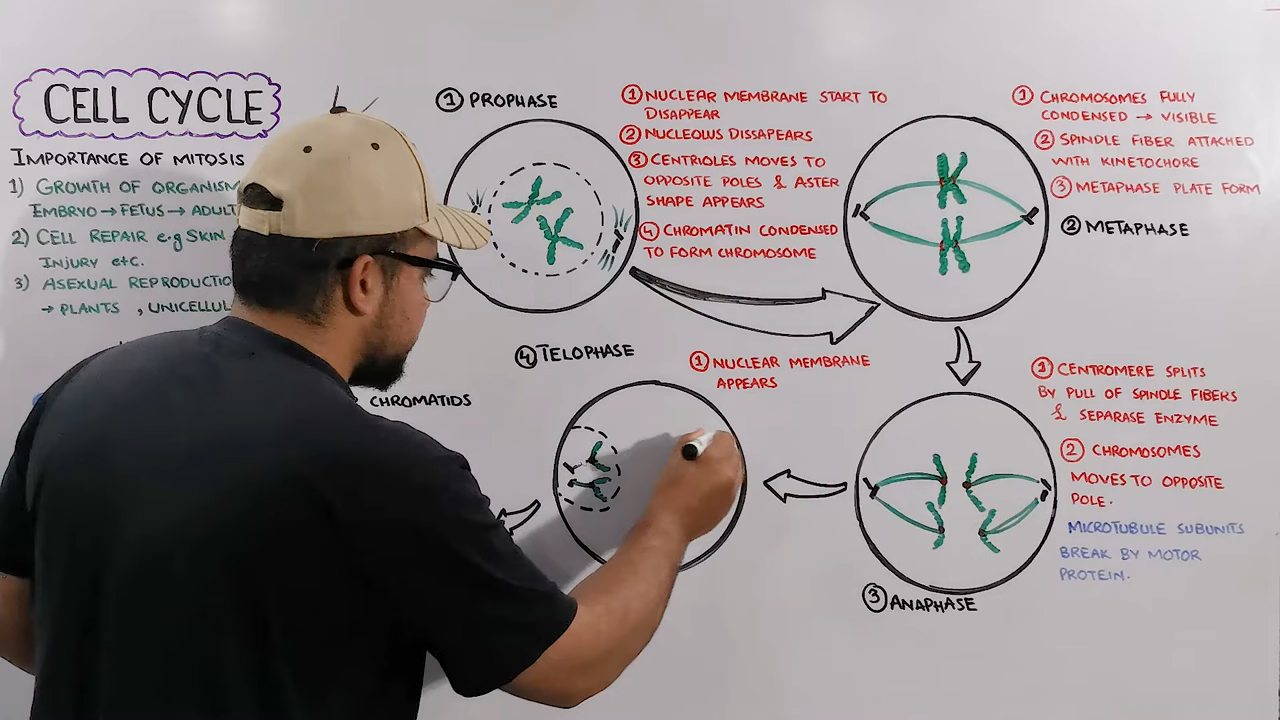 CELL CYCLE
IMPORTANCE OF MITOSIS
1) GROWTH OF ORGANISM
EMBRYO → FETUS → ADULT
2) CELL REPAIR e.g SKIN
INJURY etc.
3) ASEXUAL
→ PLANTS ,
① PROPHASE
① NUCLEAR MEMBRANE START TO
DISAPPEAR
② NUCLEOLUS DISSAPEARS
③ CENTRIOLES MOVES TO
OPPOSITE POLES & ASTER
SHAPE APPEARS
④ CHROMATIN CONDENSED
TO FORM CHROMOSOME
① CHROMOSOMES FULLY
CONDENSED → VISIBLE
② SPINDLE FIBER ATTACHED
WITH KINETOCHORE
③ METAPHASE PLATE FORM
② METAPHASE
① CENTROMERE SPLITS
BY PULL OF SPINDLE FIBERS
& SEPARASE ENZYME
② CHROMOSOMES
MOVES TO OPPOSITE
POLE.
MICROTUBULE SUBUNITS
BREAK BY MOTOR
PROTEIN.
③ ANAPHASE
④ TELOPHASE
① NUCLEAR MEMBRANE
APPEARS
CHROMATIDS